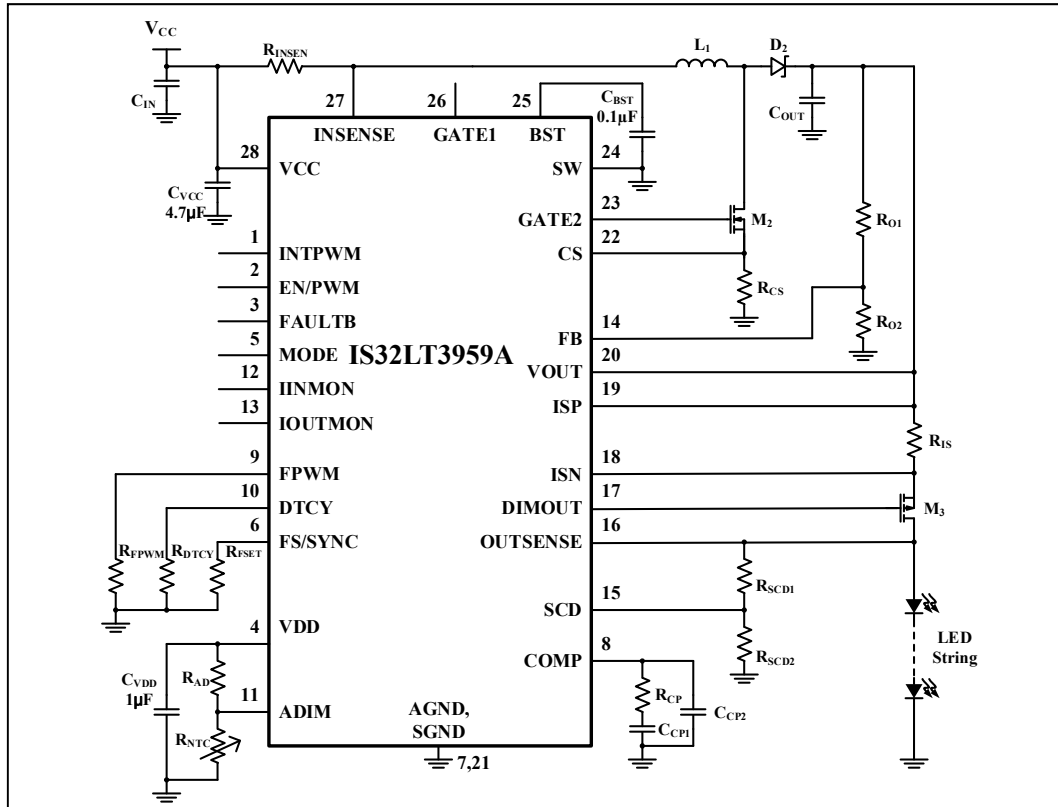 VCC
RINSEN
L1
D2
CIN
COUT
27
26
25
CBST
0.1µF
INSENSE
GATE1
BST
28
VCC
SW
24
CVCC
4.7µF
GATE2
23
M2
CS
22
RO1
1
INTPWM
2
EN/PWM
RCS
3
FAULTB
FB
14
RO2
5
MODE
IS32LT3959A
VOUT
20
12
IINMON
ISP
19
13
IOUTMON
RIS
9
FPWM
ISN
18
10
DTCY
DIMOUT
17
M3
6
FS/SYNC
OUTSENSE
16
RFPWM
RDTCY
RFSET
RSCD1
SCD
15
4
VDD
LED
String
RSCD2
COMP
8
CVDD
1µF
RAD
11
ADIM
RCP
CCP2
CCP1
RNTC
AGND,
SGND
7,21